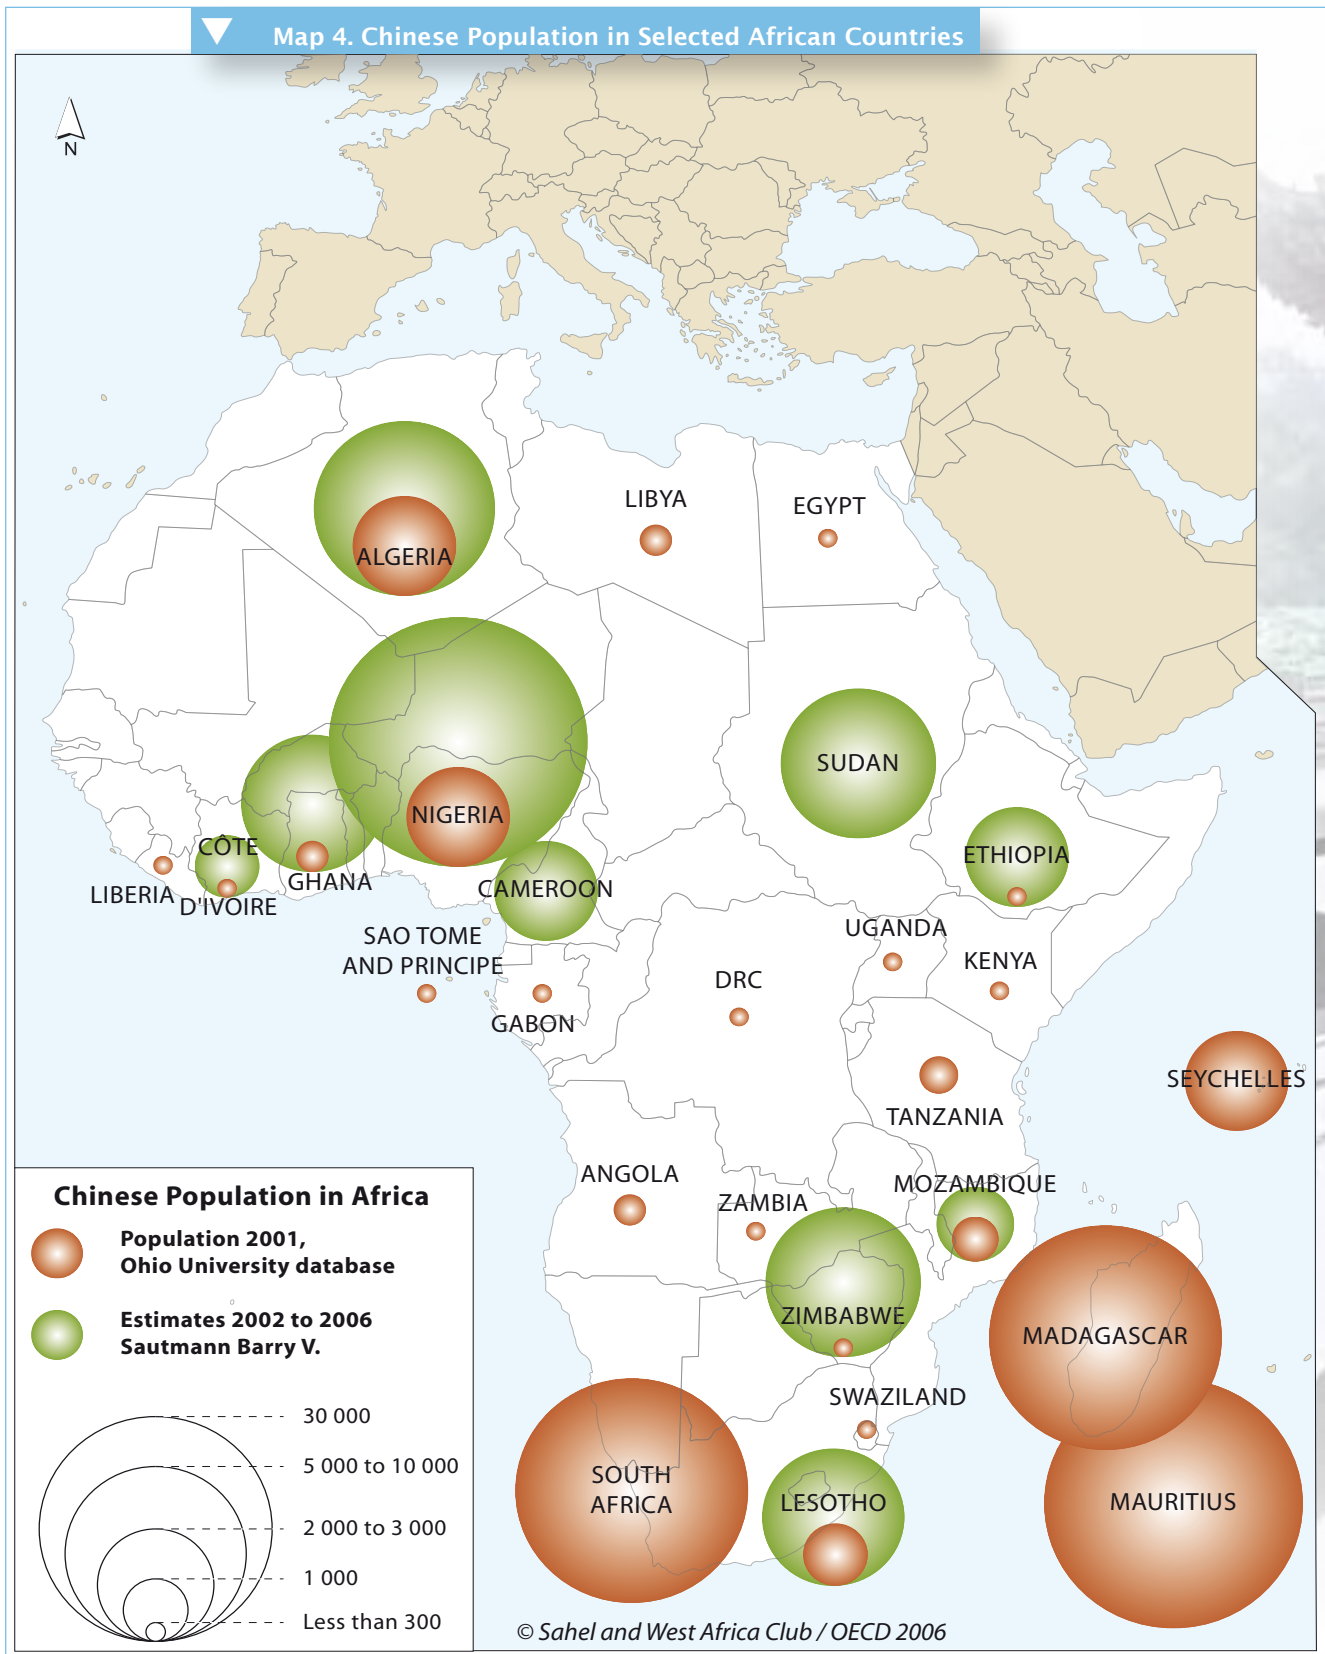 Map 4. Chinese Population in Selected African Countries
N
LIBYA
EGYPT
ALGERIA
SUDAN
NIGERIA
CÔTE
D'IVOIRE
ETHIOPIA
GHANA
LIBERIA
CAMEROON
UGANDA
SAO TOME
AND PRINCIPE
KENYA
DRC
GABON
SEYCHELLES
TANZANIA
ANGOLA
MOZAMBIQUE
ZAMBIA
ZIMBABWE
MADAGASCAR
SWAZILAND
SOUTH
AFRICA
LESOTHO
MAURITIUS
Chinese Population in Africa
Population 2001,
Ohio University database
Estimates 2002 to 2006
Sautmann Barry V.
30 000
5 000 to 10 000
2 000 to 3 000
1 000
Less than 300
© Sahel and West Africa Club / OECD 2006